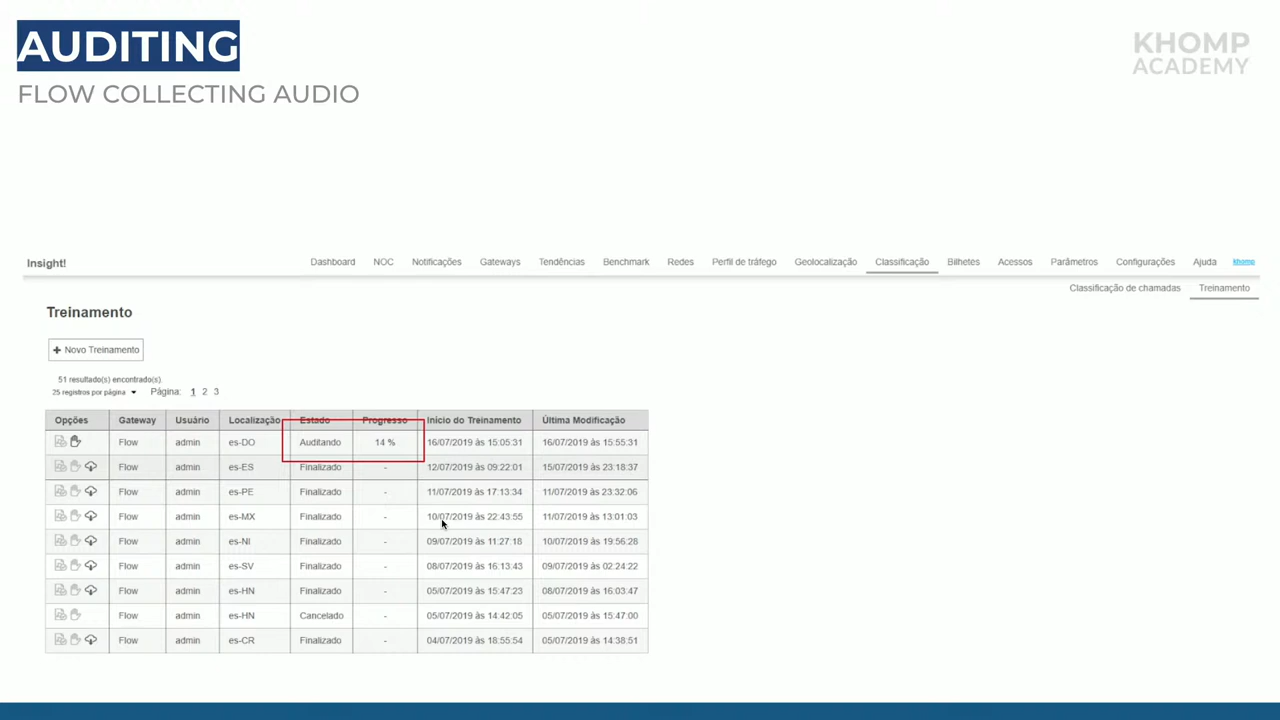 AUDITING
KHOMP
ACADEMY
FLOW COLLECTING AUDIO
Insight! Dashboard NOC Notificações Gateways Tendências Benchmark Redes Perfil de tráfego Geolocalização Classificação Bilhetes Acessos Parâmetros Configurações Ajuda khomp
Classificação de chamadas Treinamento
Treinamento
+ Novo Treinamento
51 resultado(s) encontrado(s).
25 registros por página Página: 1 2 3
Opções Gateway Usuário Localização Estado Progresso Início do Treinamento Última Modificação
Flow admin es-DO Auditando 14 % 16/07/2019 às 15:05:31 16/07/2019 às 15:55:31
Flow admin es-ES Finalizado - 12/07/2019 às 09:22:01 15/07/2019 às 23:18:37
Flow admin es-PE Finalizado - 11/07/2019 às 17:13:34 11/07/2019 às 23:32:06
Flow admin es-MX Finalizado - 10/07/2019 às 22:43:55 11/07/2019 às 13:01:03
Flow admin es-NI Finalizado - 09/07/2019 às 11:27:18 10/07/2019 às 19:56:28
Flow admin es-SV Finalizado - 08/07/2019 às 16:13:43 09/07/2019 às 02:24:22
Flow admin es-HN Finalizado - 05/07/2019 às 15:47:23 08/07/2019 às 16:03:47
Flow admin es-HN Cancelado - 05/07/2019 às 14:42:05 05/07/2019 às 15:47:00
Flow admin es-CR Finalizado - 04/07/2019 às 18:55:54 05/07/2019 às 14:38:51